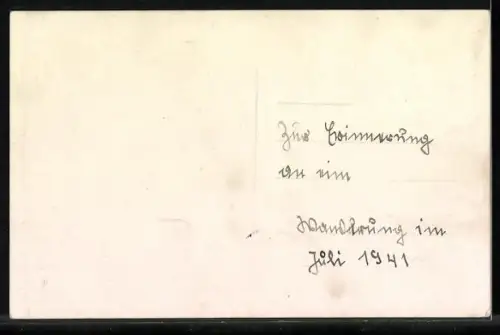 Zur Erinnerung
an eine
Wanderung im
Juli 1941